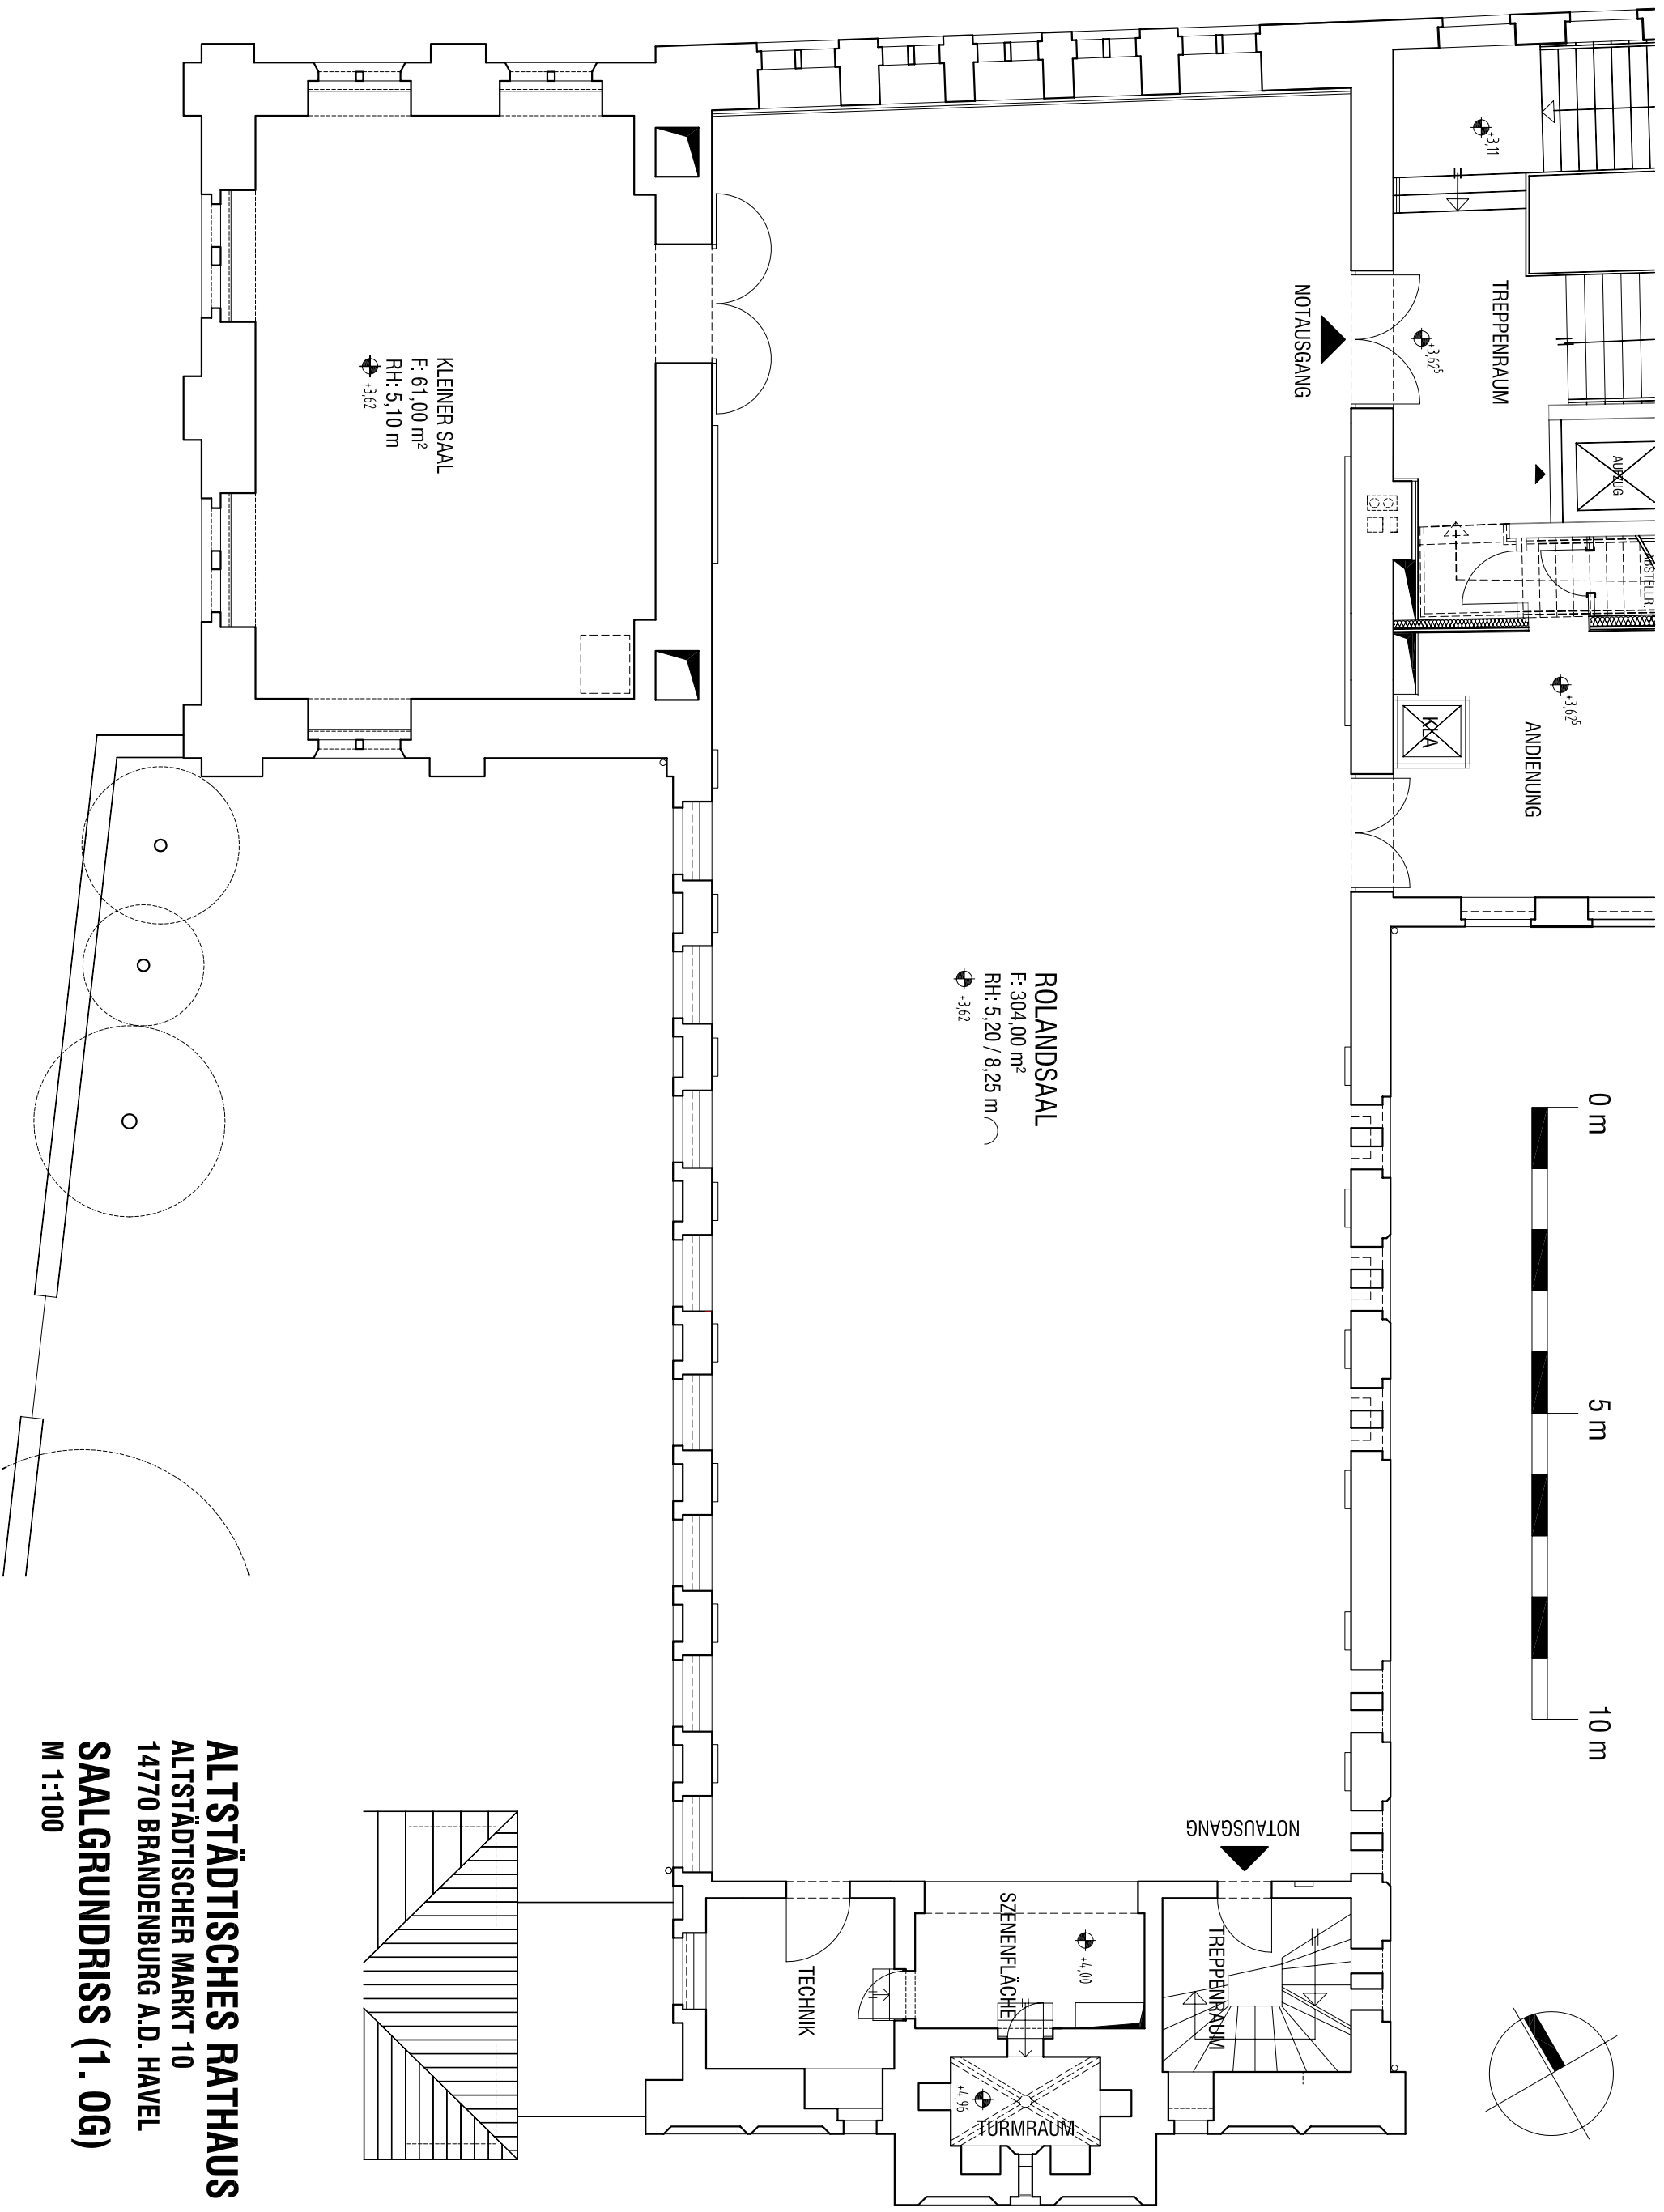 +3,11
TREPPENRAUM
NOTAUSGANG
+3,62⁵
AUFZUG
ABSTELLR.
+3,62⁵
KLA
ANDIENUNG
KLEINER SAAL
F: 61,00 m²
RH: 5,10 m
+3,62
ROLANDSAAL
F: 304,00 m²
RH: 5,20 / 8,25 m
+3,62
0 m
5 m
10 m
NOTAUSGANG
TREPPENRAUM
SZENENFLÄCHE
+4,00
TECHNIK
+4,96
TURMRAUM
ALTSTÄDTISCHES RATHAUS
ALTSTÄDTISCHER MARKT 10
14770 BRANDENBURG A.D. HAVEL
SAALGRUNDRISS (1. OG)
M 1:100